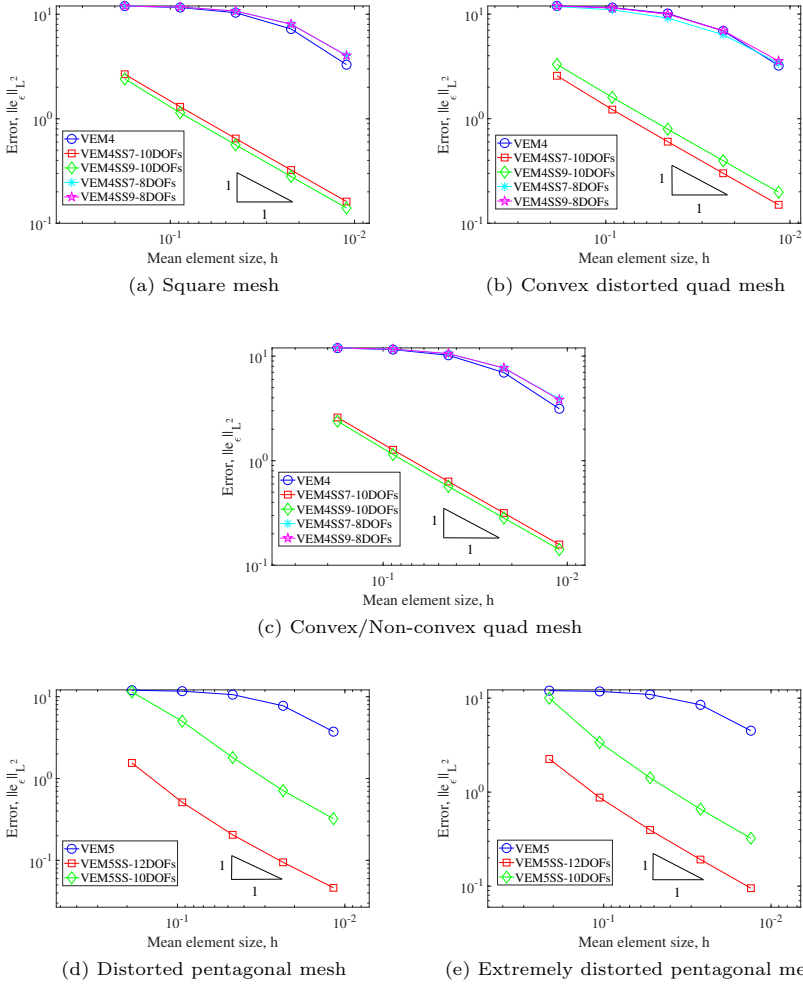 10^1
10^0
10^-1
Error, ||e_ϵ||_L^2
VEM4
VEM4SS7-10DOFs
VEM4SS9-10DOFs
VEM4SS7-8DOFs
VEM4SS9-8DOFs
1
1
10^-1
10^-2
Mean element size, h
(a) Square mesh
10^1
10^0
10^-1
Error, ||e_ϵ||_L^2
VEM4
VEM4SS7-10DOFs
VEM4SS9-10DOFs
VEM4SS7-8DOFs
VEM4SS9-8DOFs
1
1
10^-1
10^-2
Mean element size, h
(b) Convex distorted quad mesh
10^1
10^0
10^-1
Error, ||e_ϵ||_L^2
VEM4
VEM4SS7-10DOFs
VEM4SS9-10DOFs
VEM4SS7-8DOFs
VEM4SS9-8DOFs
1
1
10^-1
10^-2
Mean element size, h
(c) Convex/Non-convex quad mesh
10^1
10^0
10^-1
Error, ||e_ϵ||_L^2
VEM5
VEM5SS-12DOFs
VEM5SS-10DOFs
1
1
10^-1
10^-2
Mean element size, h
(d) Distorted pentagonal mesh
10^1
10^0
10^-1
Error, ||e_ϵ||_L^2
VEM5
VEM5SS-12DOFs
VEM5SS-10DOFs
1
1
10^-1
10^-2
Mean element size, h
(e) Extremely distorted pentagonal me